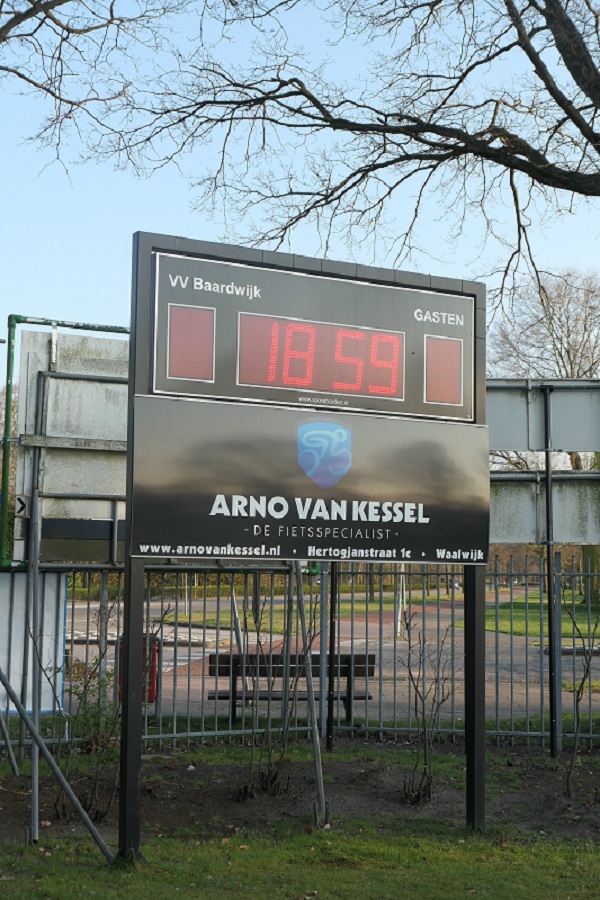 VV Baardwijk
GASTEN
18 59
ARNO VAN KESSEL
- DE FIETSSPECIALIST -
www.arnovankessel.nl • Hertogjanstraat 1c • Waalwijk